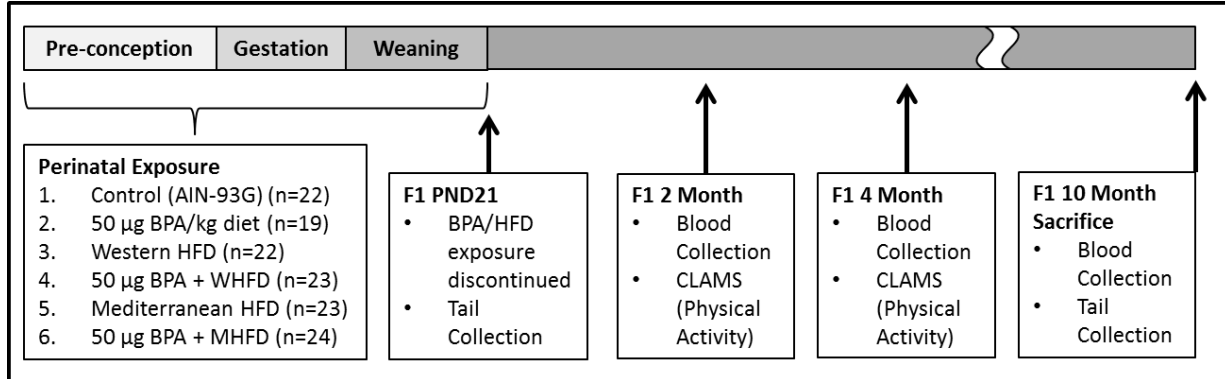 Pre-conception
Gestation
Weaning
Perinatal Exposure
1. Control (AIN-93G) (n=22)
2. 50 µg BPA/kg diet (n=19)
3. Western HFD (n=22)
4. 50 µg BPA + WHFD (n=23)
5. Mediterranean HFD (n=23)
6. 50 µg BPA + MHFD (n=24)
F1 PND21
• BPA/HFD
exposure
discontinued
• Tail
Collection
F1 2 Month
• Blood
Collection
• CLAMS
(Physical
Activity)
F1 4 Month
• Blood
Collection
• CLAMS
(Physical
Activity)
F1 10 Month
Sacrifice
• Blood
Collection
• Tail
Collection